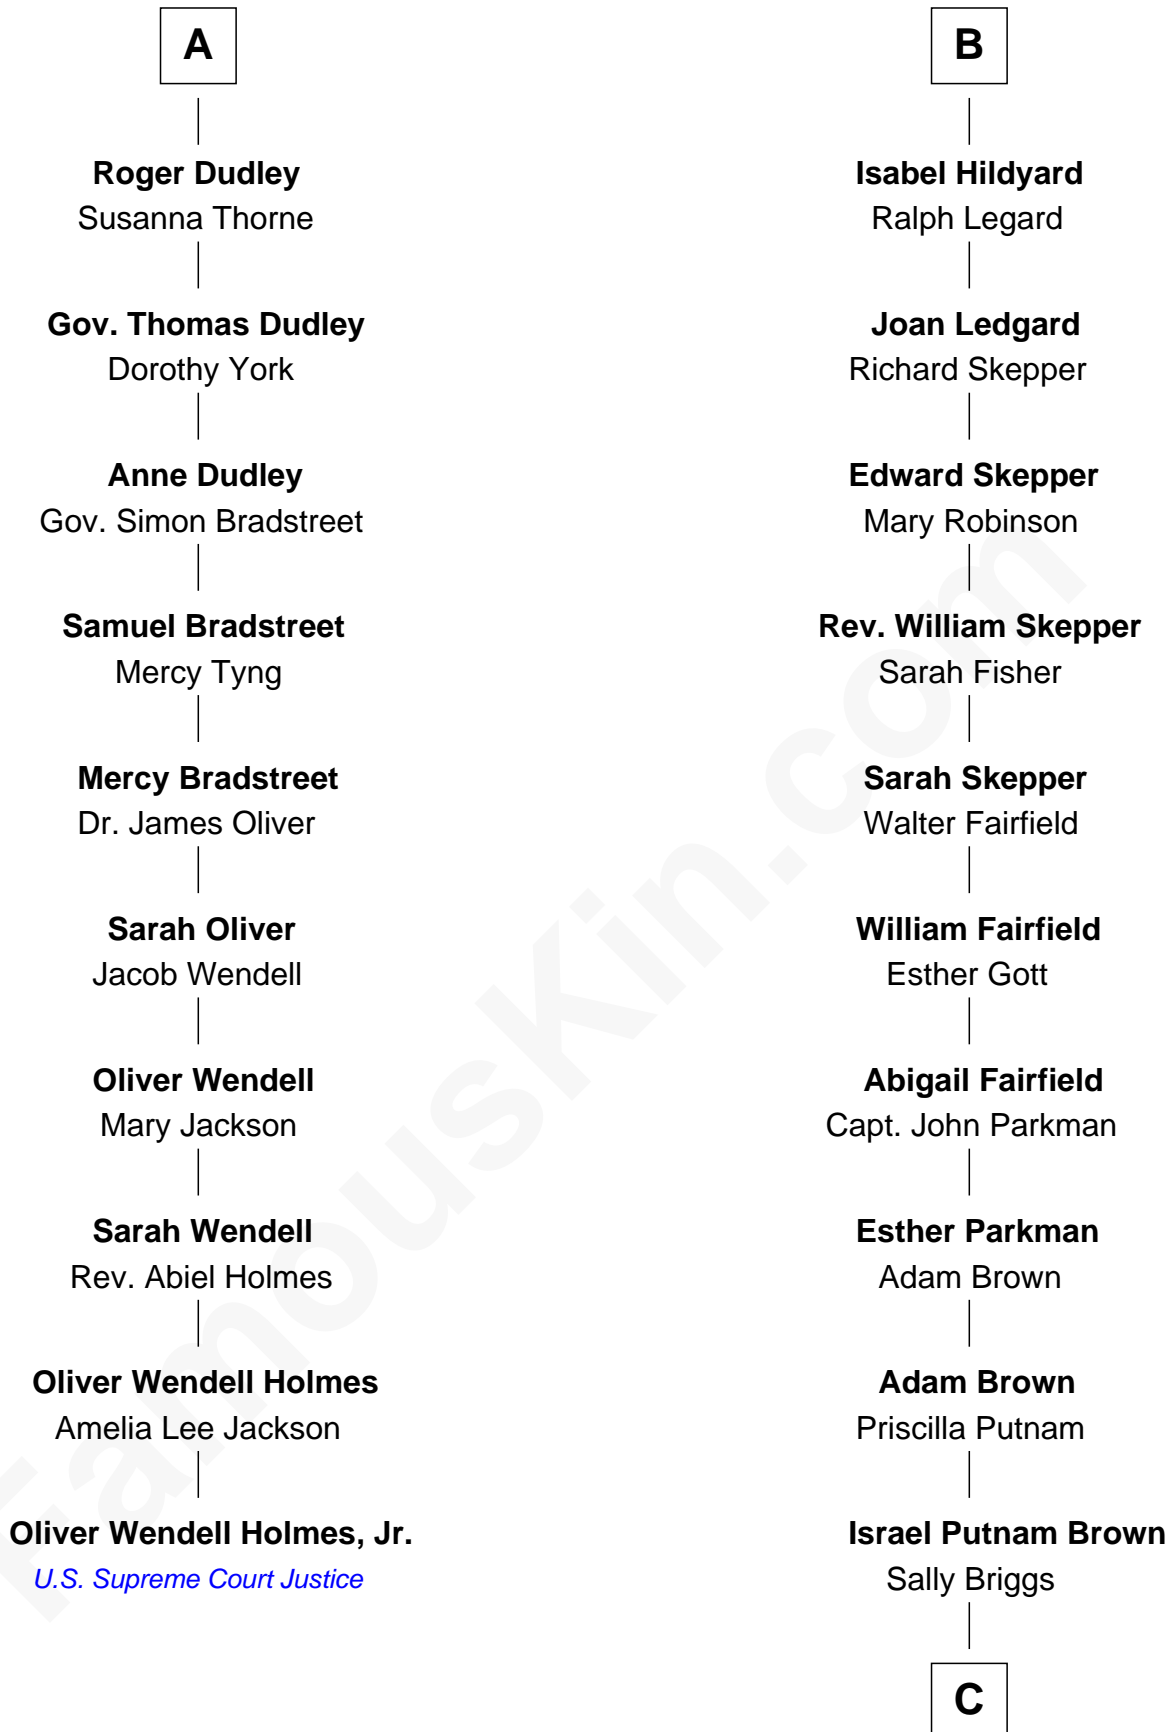 A
Roger Dudley
Susanna Thorne
Gov. Thomas Dudley
Dorothy York
Anne Dudley
Gov. Simon Bradstreet
Samuel Bradstreet
Mercy Tyng
Mercy Bradstreet
Dr. James Oliver
Sarah Oliver
Jacob Wendell
Oliver Wendell
Mary Jackson
Sarah Wendell
Rev. Abiel Holmes
Oliver Wendell Holmes
Amelia Lee Jackson
Oliver Wendell Holmes, Jr.
U.S. Supreme Court Justice
B
Isabel Hildyard
Ralph Legard
Joan Ledgard
Richard Skepper
Edward Skepper
Mary Robinson
Rev. William Skepper
Sarah Fisher
Sarah Skepper
Walter Fairfield
William Fairfield
Esther Gott
Abigail Fairfield
Capt. John Parkman
Esther Parkman
Adam Brown
Adam Brown
Priscilla Putnam
Israel Putnam Brown
Sally Briggs
C
FamousKin.com